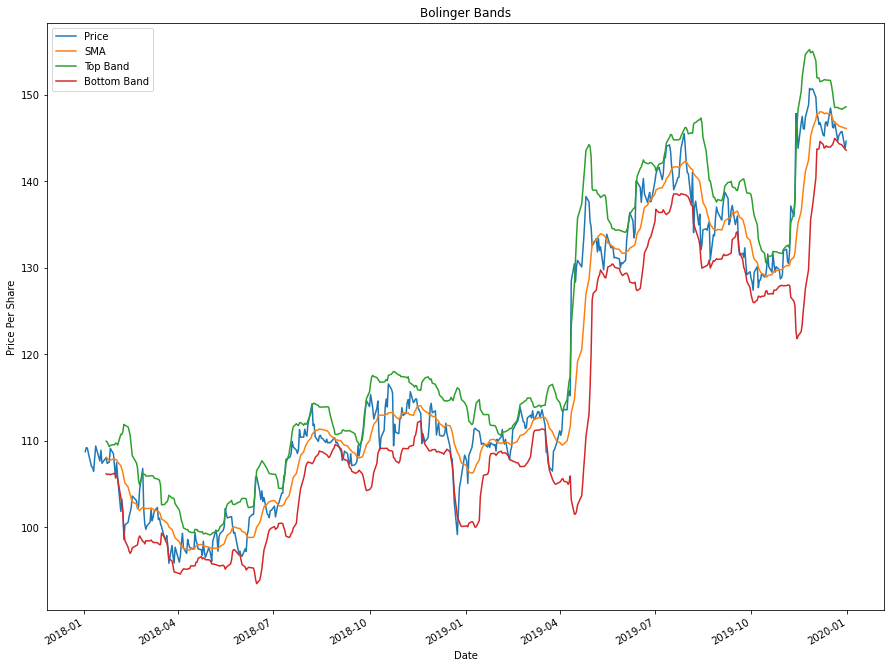 Bolinger Bands
Price
SMA
Top Band
Bottom Band
Price Per Share
150
140
130
120
110
100
2018-01
2018-04
2018-07
2018-10
2019-01
2019-04
2019-07
2019-10
2020-01
Date